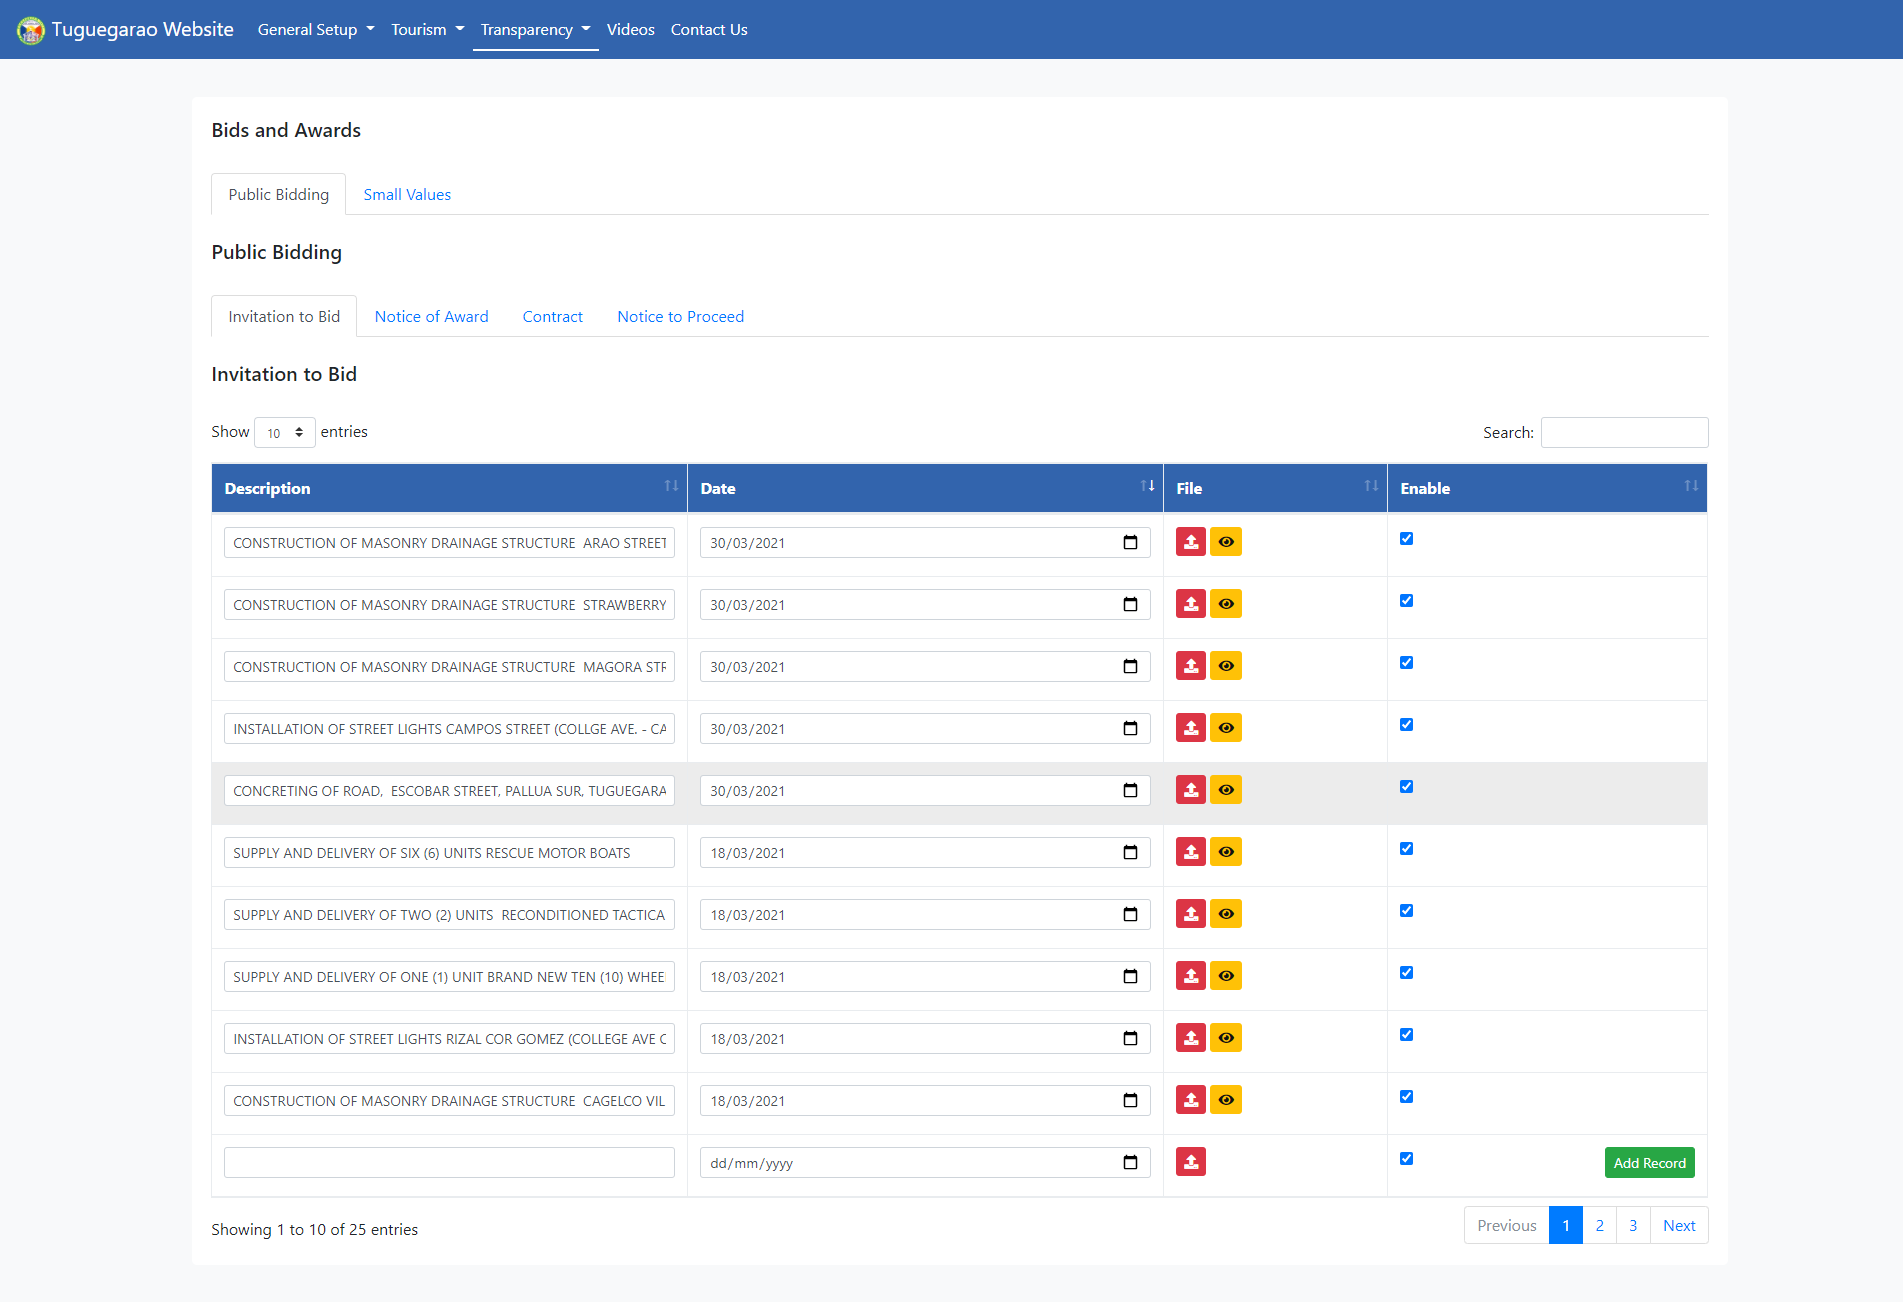 Tuguegarao Website General Setup Tourism Transparency Videos Contact Us
Bids and Awards
Public Bidding Small Values
Public Bidding
Invitation to Bid Notice of Award Contract Notice to Proceed
Invitation to Bid
Show 10 entries Search:
Description Date File Enable
CONSTRUCTION OF MASONRY DRAINAGE STRUCTURE  ARAO STREET 30/03/2021
CONSTRUCTION OF MASONRY DRAINAGE STRUCTURE  STRAWBERRY 30/03/2021
CONSTRUCTION OF MASONRY DRAINAGE STRUCTURE  MAGORA STR 30/03/2021
INSTALLATION OF STREET LIGHTS CAMPOS STREET (COLLGE AVE. - CA 30/03/2021
CONCRETING OF ROAD,  ESCOBAR STREET, PALLUA SUR, TUGUEGARA 30/03/2021
SUPPLY AND DELIVERY OF SIX (6) UNITS RESCUE MOTOR BOATS 18/03/2021
SUPPLY AND DELIVERY OF TWO (2) UNITS  RECONDITIONED TACTICA 18/03/2021
SUPPLY AND DELIVERY OF ONE (1) UNIT BRAND NEW TEN (10) WHEE 18/03/2021
INSTALLATION OF STREET LIGHTS RIZAL COR GOMEZ (COLLEGE AVE C 18/03/2021
CONSTRUCTION OF MASONRY DRAINAGE STRUCTURE  CAGELCO VIL 18/03/2021
dd/mm/yyyy Add Record
Showing 1 to 10 of 25 entries Previous 1 2 3 Next